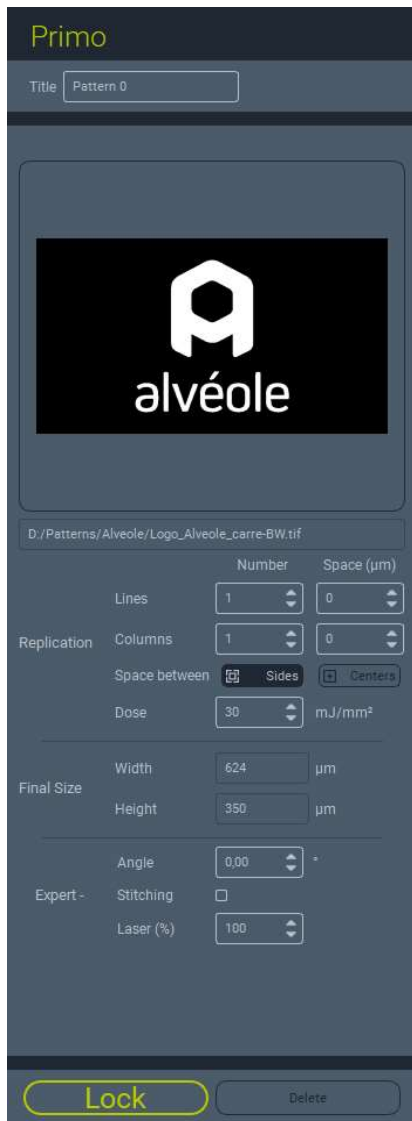 Primo
Title Pattern 0
alvéole
D:/Patterns/Alveole/Logo_Alveole_carre-BW.tif
Number Space (µm)
Lines 1 0
Replication Columns 1 0
Space between Sides Centers
Dose 30 mJ/mm²
Final Size
Width 624 µm
Height 350 µm
Angle 0,00 °
Expert - Stitching
Laser (%) 100
Lock Delete